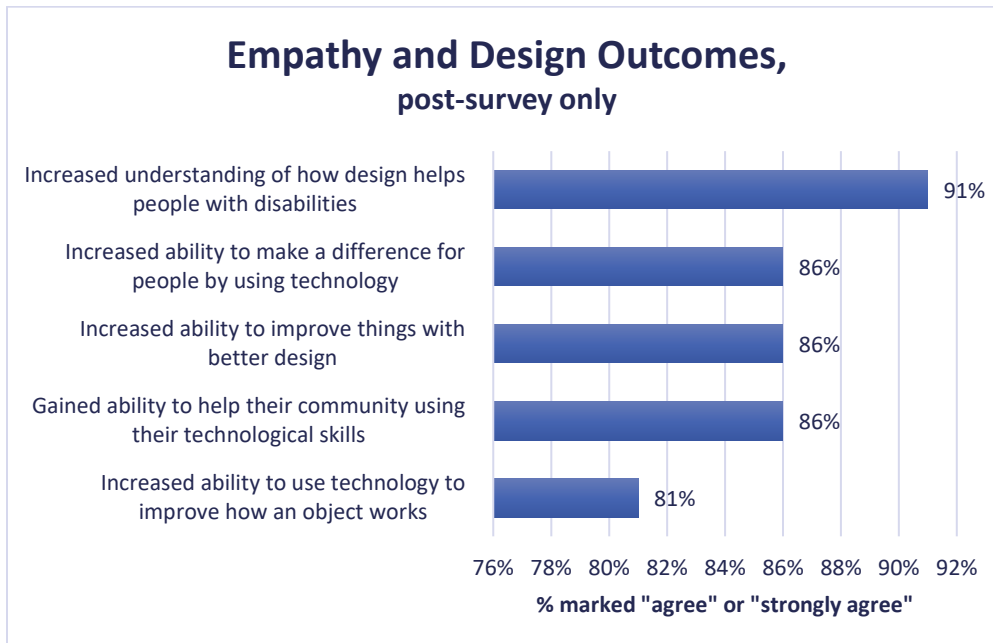 Empathy and Design Outcomes,
post-survey only
Increased understanding of how design helps
people with disabilities
91%
Increased ability to make a difference for
people by using technology
86%
Increased ability to improve things with
better design
86%
Gained ability to help their community using
their technological skills
86%
Increased ability to use technology to
improve how an object works
81%
76% 78% 80% 82% 84% 86% 88% 90% 92%
% marked "agree" or "strongly agree"